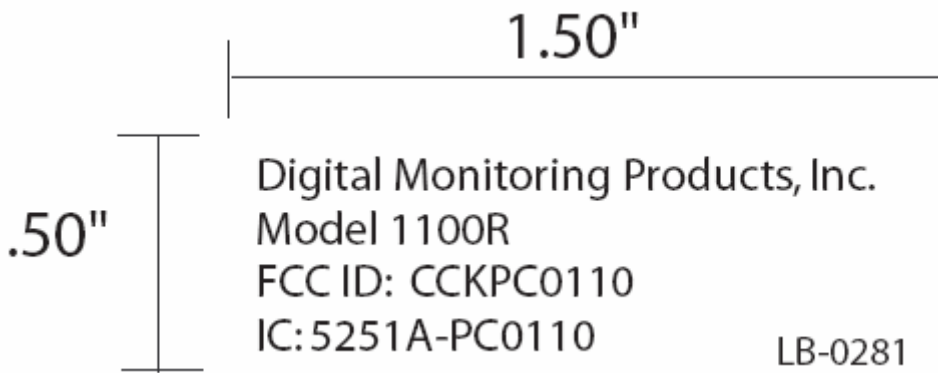 1.50"
.50"
Digital Monitoring Products, Inc.
Model 1100R
FCC ID: CCKPC0110
IC: 5251A-PC0110
LB-0281